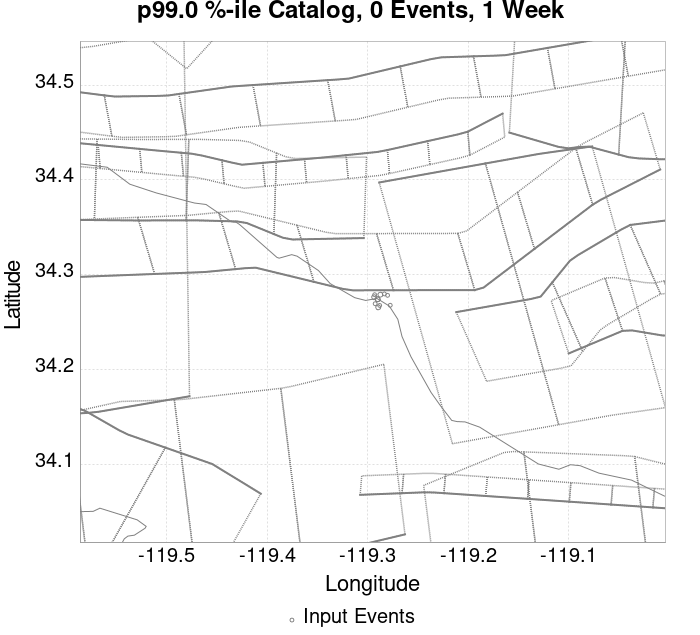 p99.0 %-ile Catalog, 0 Events, 1 Week
34.5
34.4
34.3
34.2
34.1
Latitude
-119.5 -119.4 -119.3 -119.2 -119.1
Longitude
Input Events